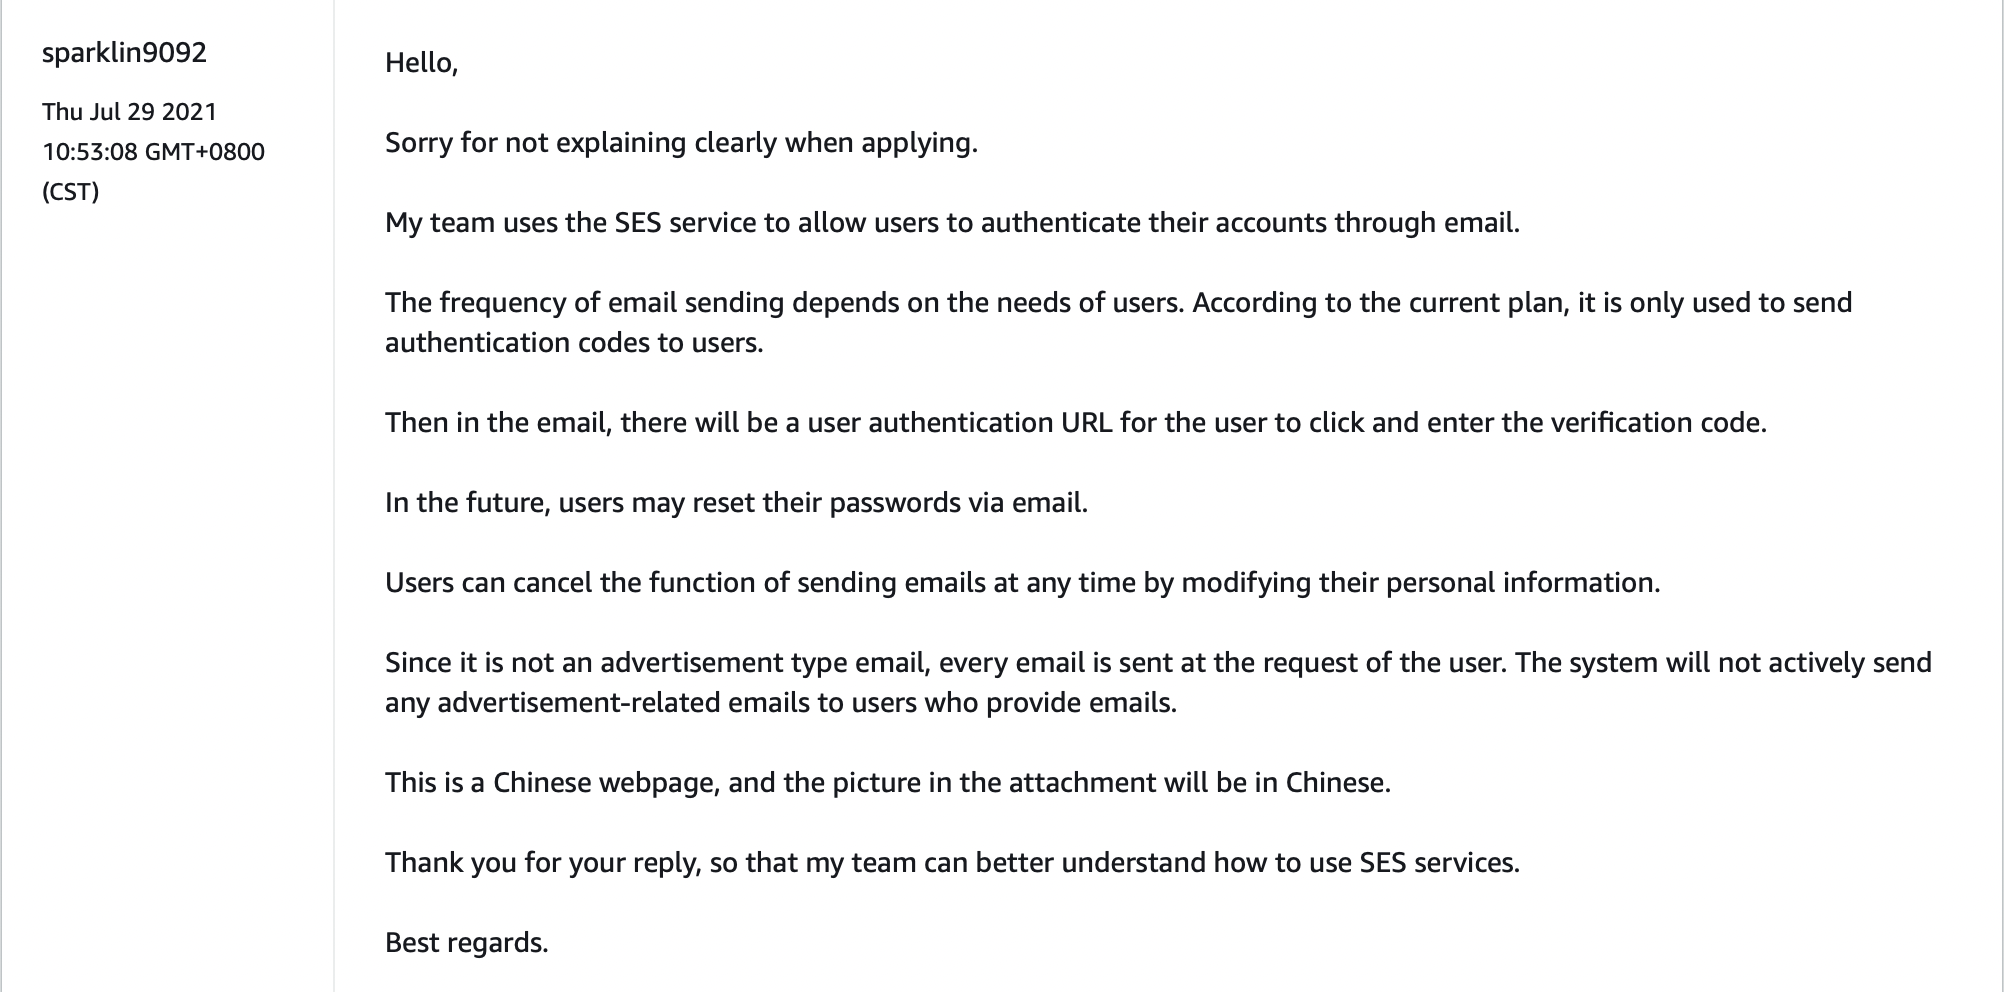 sparklin9092
Thu Jul 29 2021
10:53:08 GMT+0800
(CST)
Hello,
Sorry for not explaining clearly when applying.
My team uses the SES service to allow users to authenticate their accounts through email.
The frequency of email sending depends on the needs of users. According to the current plan, it is only used to send
authentication codes to users.
Then in the email, there will be a user authentication URL for the user to click and enter the verification code.
In the future, users may reset their passwords via email.
Users can cancel the function of sending emails at any time by modifying their personal information.
Since it is not an advertisement type email, every email is sent at the request of the user. The system will not actively send
any advertisement-related emails to users who provide emails.
This is a Chinese webpage, and the picture in the attachment will be in Chinese.
Thank you for your reply, so that my team can better understand how to use SES services.
Best regards.